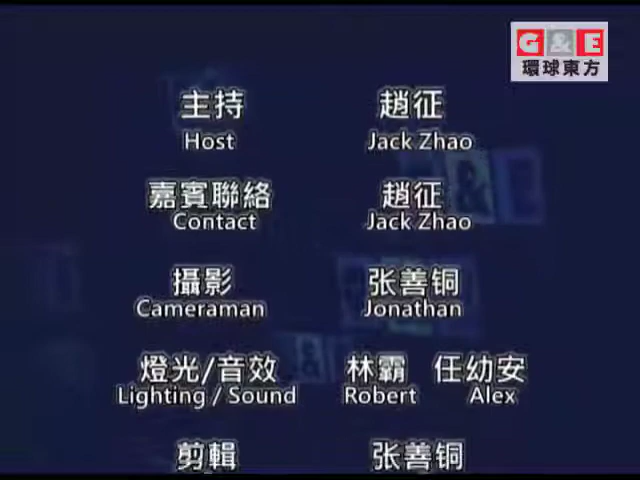 G&E
環球東方
主持 趙征
Host Jack Zhao
嘉賓聯絡 趙征
Contact Jack Zhao
攝影 张善铜
Cameraman Jonathan
燈光/音效 林霸 任幼安
Lighting / Sound Robert Alex
剪輯 张善铜